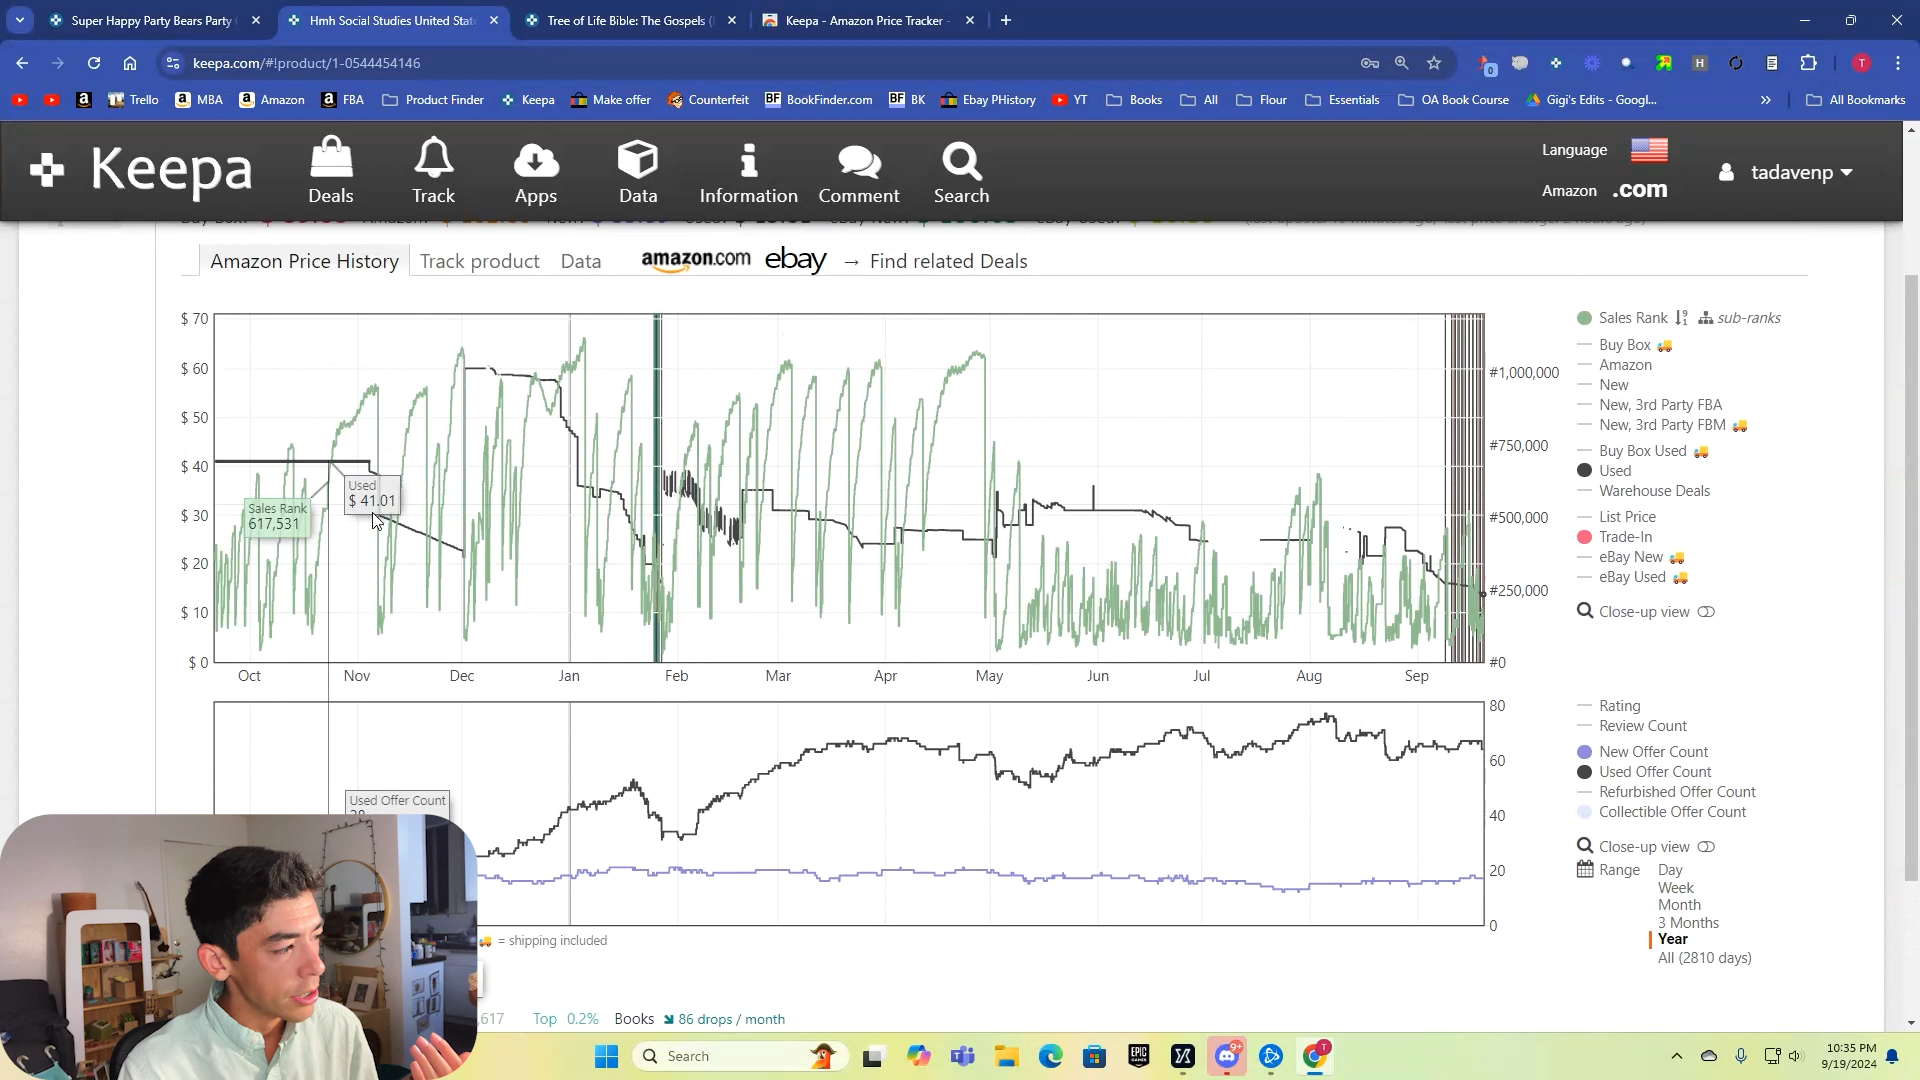 Super Happy Party Bears Party
Hmh Social Studies United Stat
Tree of Life Bible: The Gospels (
Keepa - Amazon Price Tracker -
keepa.com/#!product/1-0544454146
0
H
T
Trello
MBA
Amazon
FBA
Product Finder
Keepa
Make offer
Counterfeit
BookFinder.com
BK
Ebay PHistory
YT
Books
All
Flour
Essentials
OA Book Course
Gigi's Edits - Googl...
All Bookmarks
Keepa
Deals
Track
Apps
Data
Information
Comment
Search
Language
Amazon .com
tadavenp
Amazon Price History
Track product
Data
amazon.com
ebay
→ Find related Deals
$ 70
$ 60
$ 50
$ 40
$ 30
$ 20
$ 10
$ 0
#1,000,000
#750,000
#500,000
#250,000
#0
Used
$ 41.01
Sales Rank
617,531
Oct Nov Dec Jan Feb Mar Apr May Jun Jul Aug Sep
Sales Rank sub-ranks
Buy Box
Amazon
New
New, 3rd Party FBA
New, 3rd Party FBM
Buy Box Used
Used
Warehouse Deals
List Price
Trade-In
eBay New
eBay Used
Close-up view
80
60
40
20
0
Used Offer Count
Rating
Review Count
New Offer Count
Used Offer Count
Refurbished Offer Count
Collectible Offer Count
Close-up view
Range
Day
Week
Month
3 Months
Year
All (2810 days)
= shipping included
,617 Top 0.2% Books 86 drops / month
Search
EPIC GAMES
9+
T
10:35 PM
9/19/2024